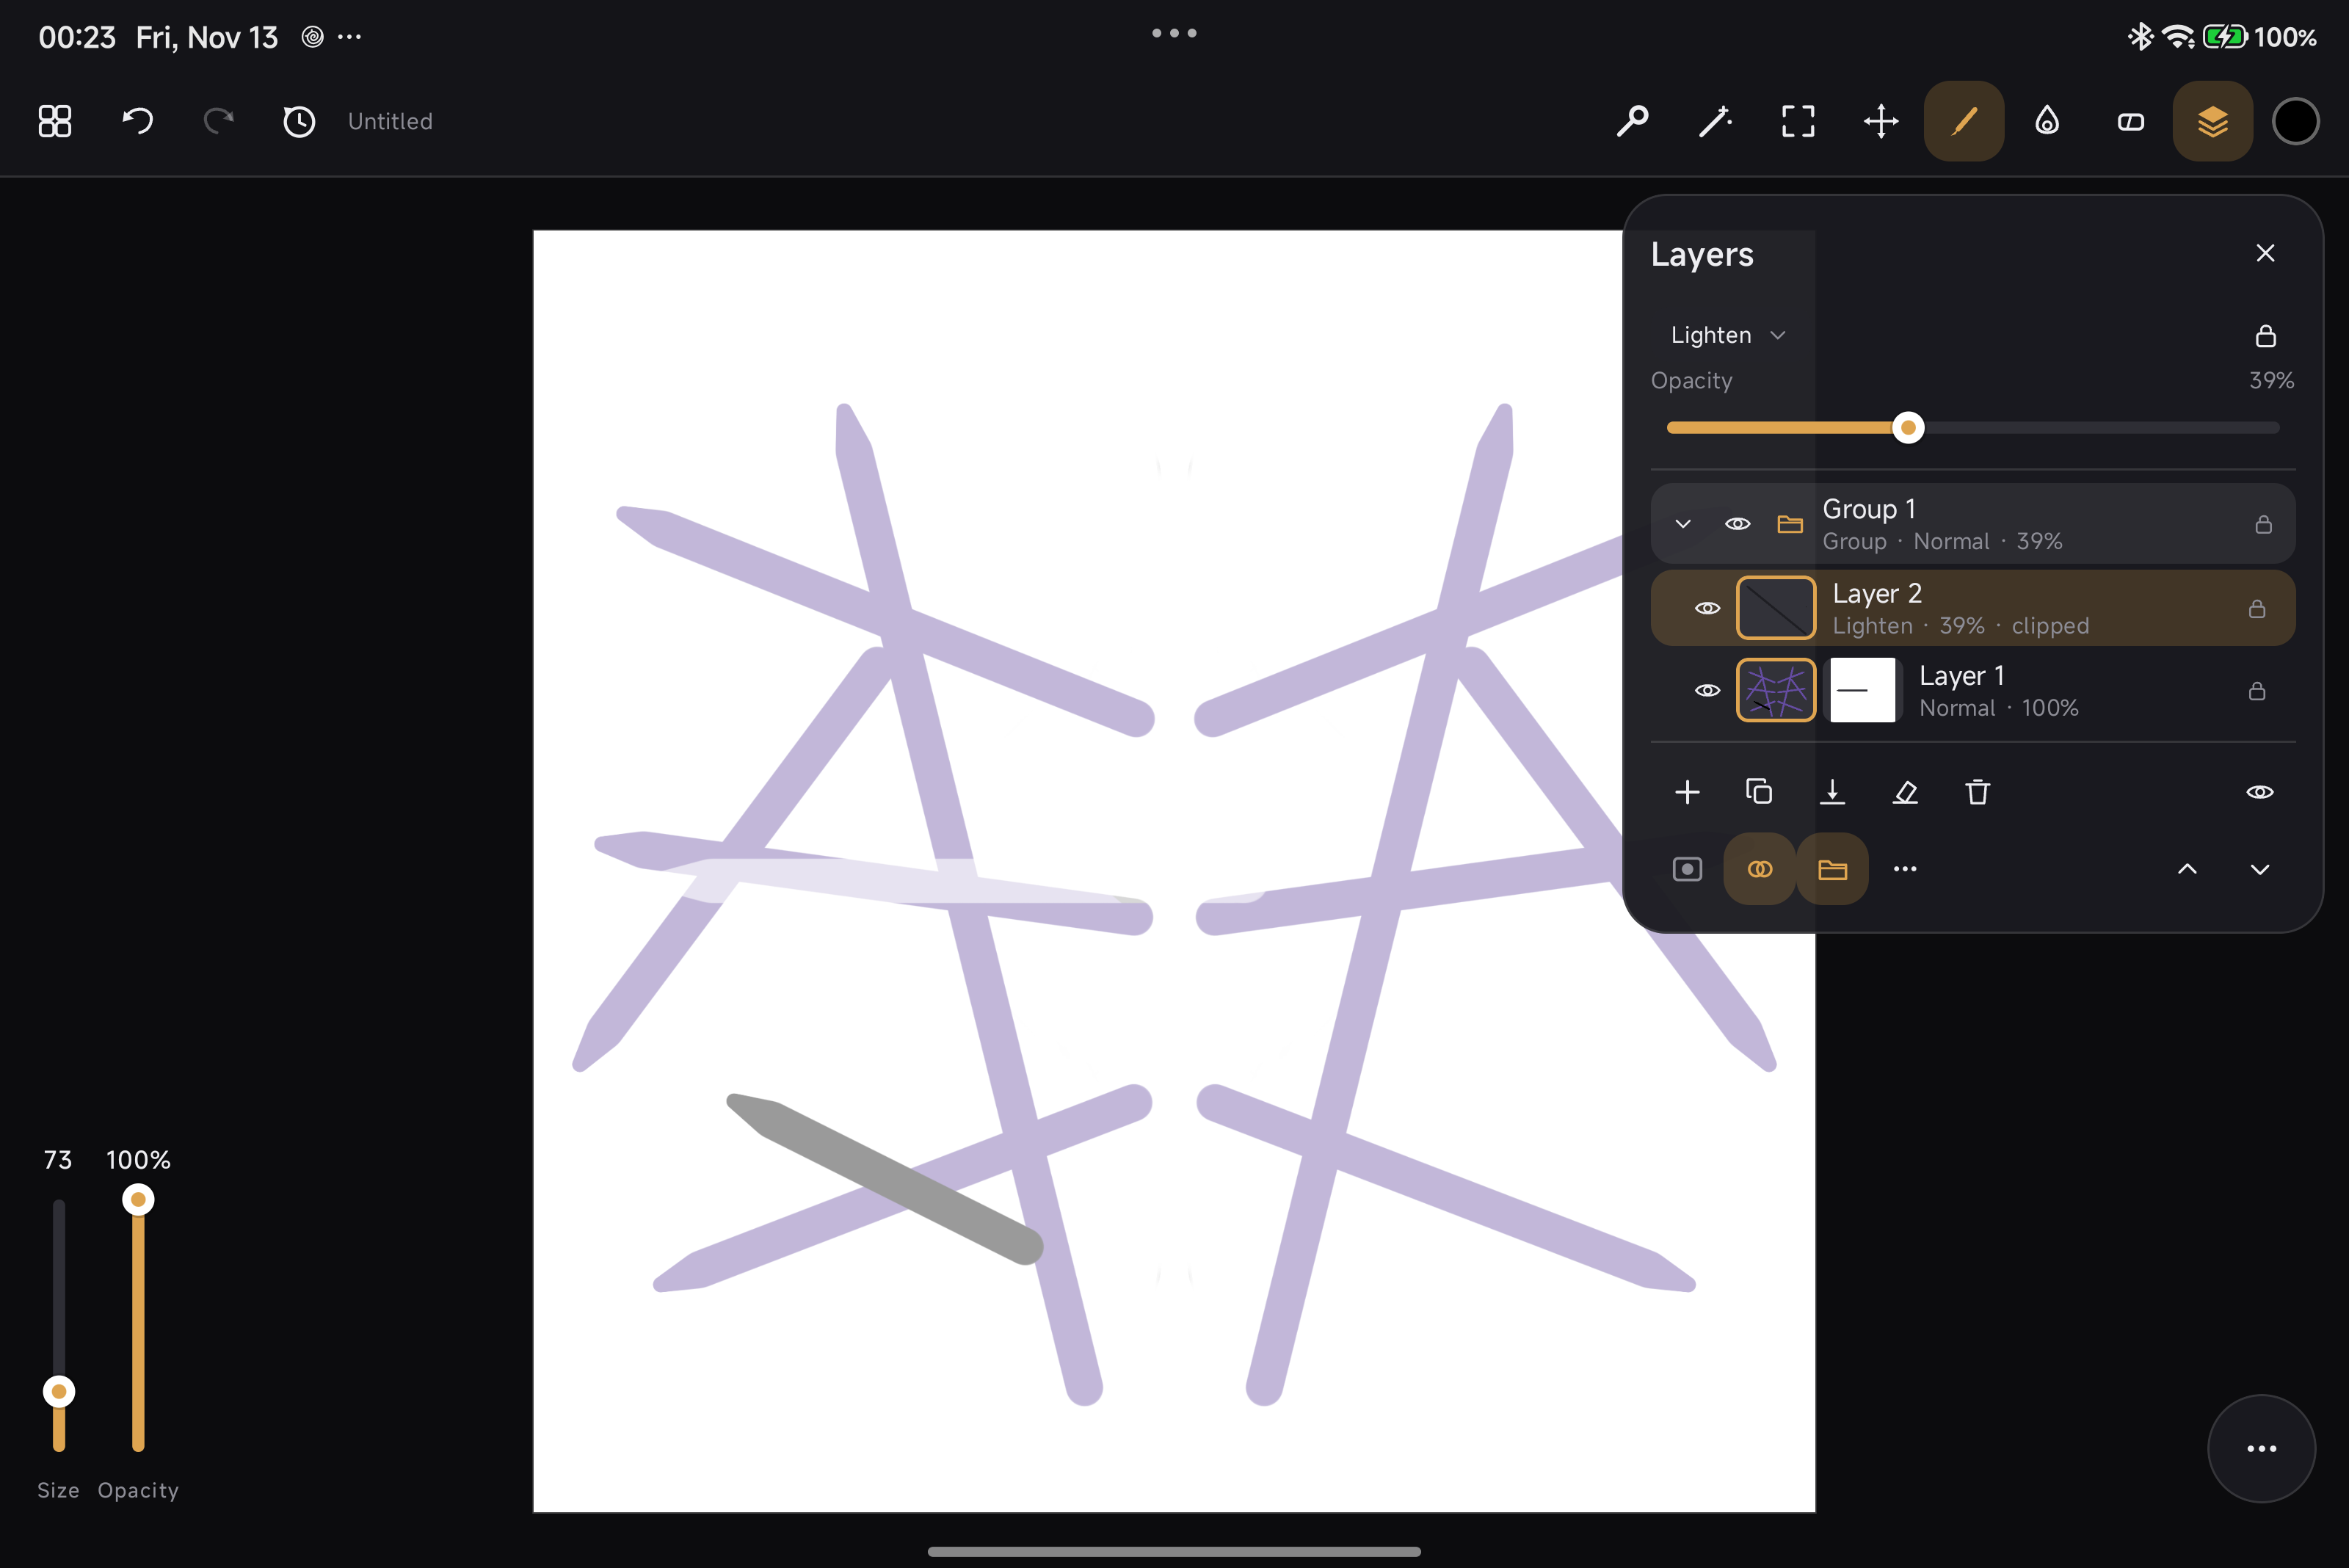 00:23 Fri, Nov 13
100%
Untitled
Layers
Lighten
Opacity 39%
Group 1
Group · Normal · 39%
Layer 2
Lighten · 39% · clipped
Layer 1
Normal · 100%
73 100%
Size Opacity